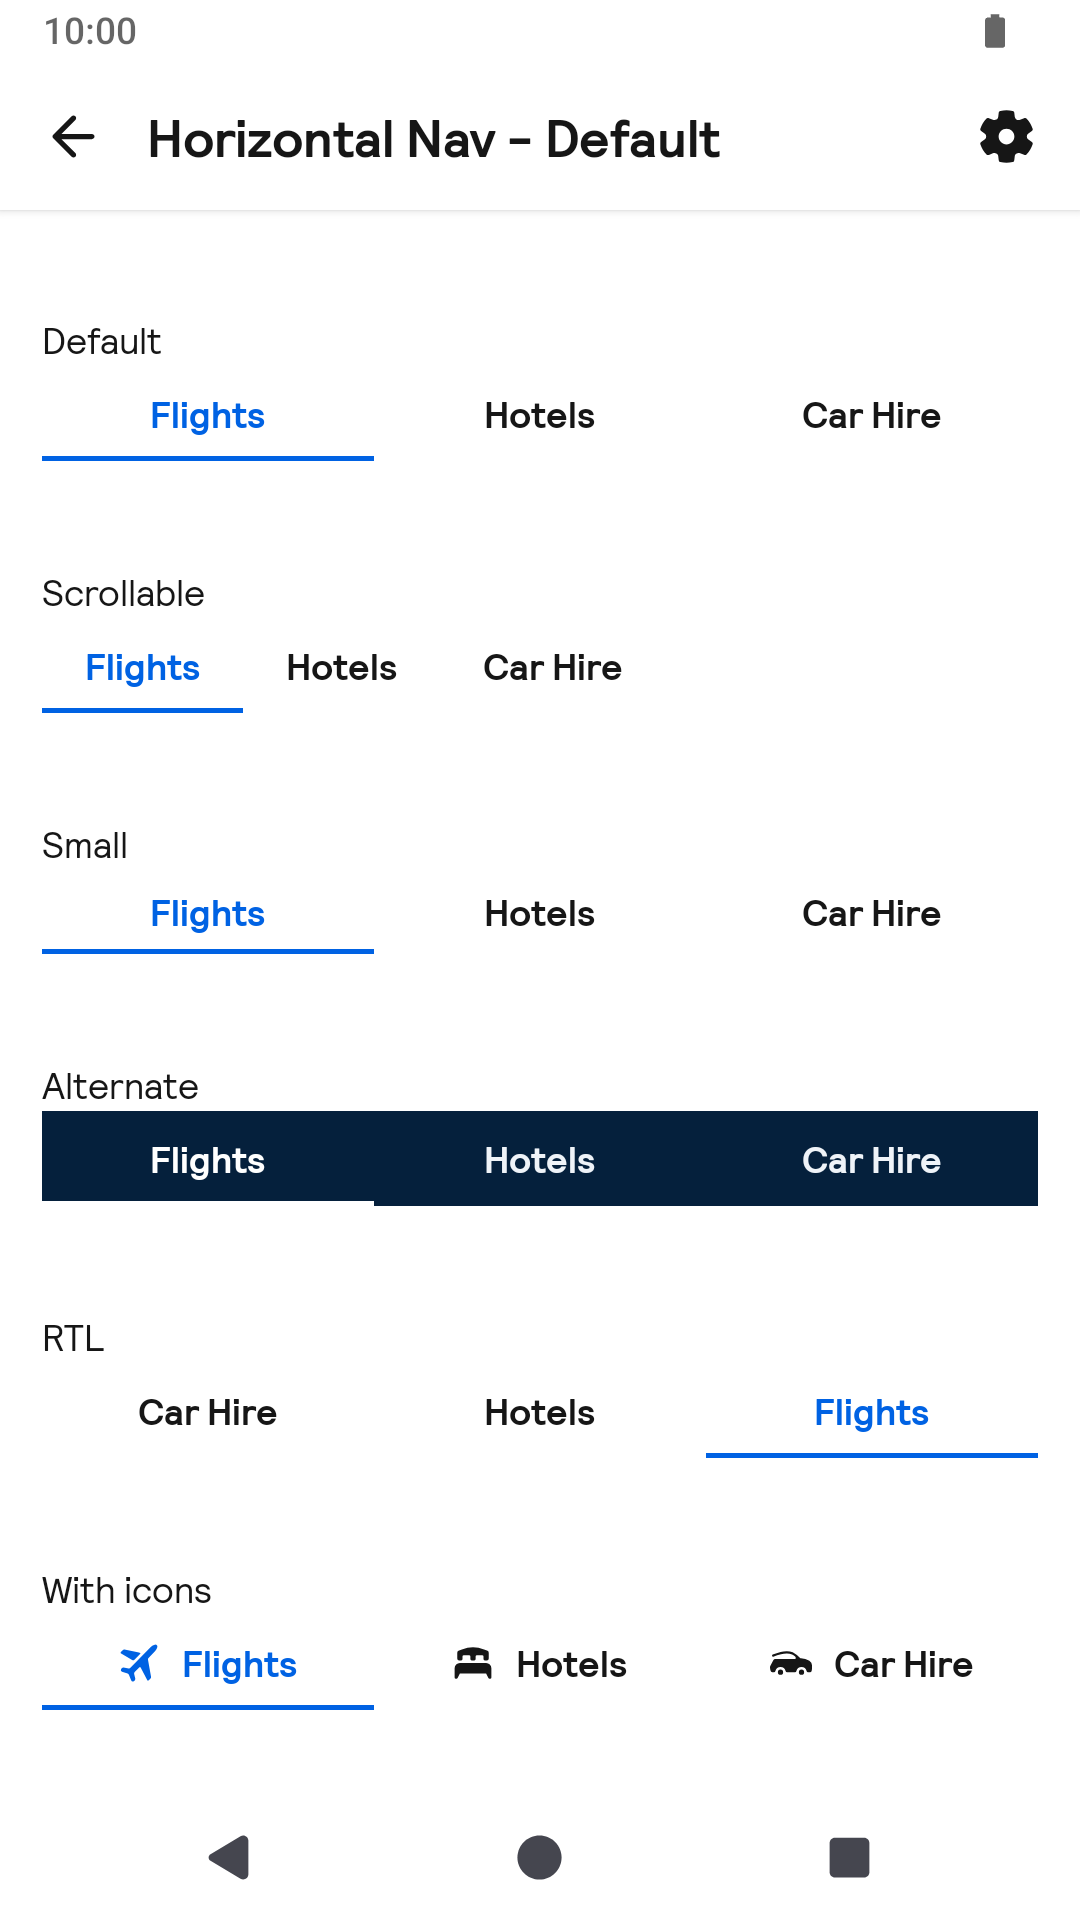 10:00
Horizontal Nav – Default
Default
Flights Hotels Car Hire
Scrollable
Flights Hotels Car Hire
Small
Flights Hotels Car Hire
Alternate
Flights Hotels Car Hire
RTL
Car Hire Hotels Flights
With icons
Flights Hotels Car Hire